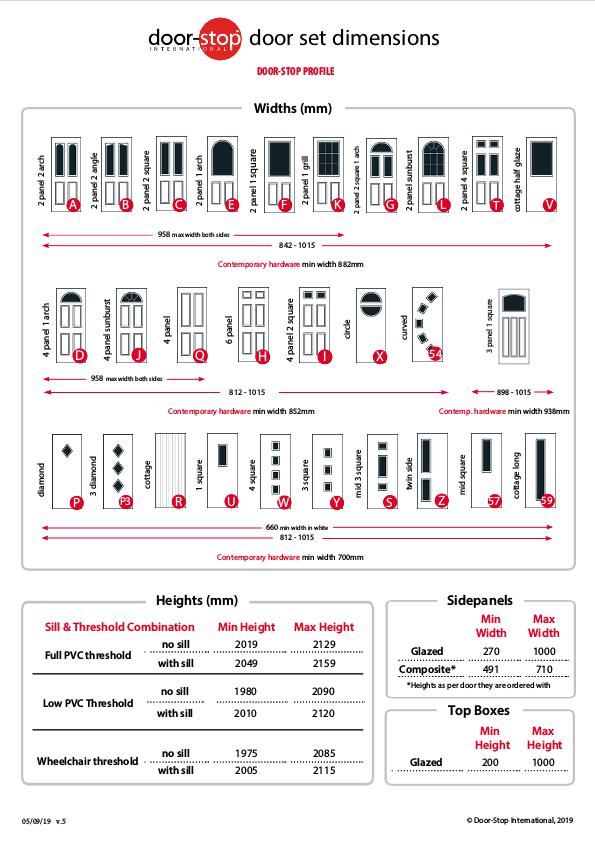 door-stop door set dimensions
INTERNATIONAL
DOOR-STOP PROFILE
Widths (mm)
2 panel 2 arch
A
2 panel 2 angle
B
2 panel 2 square
C
2 panel 1 arch
E
2 panel 1 square
F
2 panel 1 grill
K
2 panel 2 square 1 arch
G
2 panel sunburst
L
2 panel 4 square
T
cottage half glaze
V
958 max width both sides
842 - 1015
Contemporary hardware min width 882mm
4 panel 1 arch
D
4 panel sunburst
J
4 panel
Q
6 panel
H
4 panel 2 square
I
circle
X
curved
54
3 panel 1 square
958 max width both sides
812 - 1015
898 - 1015
Contemporary hardware min width 852mm
Contemp. hardware min width 938mm
diamond
P
3 diamond
P3
cottage
R
1 square
U
4 square
W
3 square
Y
mid 3 square
S
twin side
Z
mid square
57
cottage long
59
660 min width in white
812 - 1015
Contemporary hardware min width 700mm
Heights (mm)
Sill & Threshold Combination Min Height Max Height
Full PVC threshold
no sill 2019 2129
with sill 2049 2159
Low PVC Threshold
no sill 1980 2090
with sill 2010 2120
Wheelchair threshold
no sill 1975 2085
with sill 2005 2115
Sidepanels
Min Width
Max Width
Glazed 270 1000
Composite* 491 710
*Heights as per door they are ordered with
Top Boxes
Min Height
Max Height
Glazed 200 1000
05/09/19 v.5
© Door-Stop International, 2019